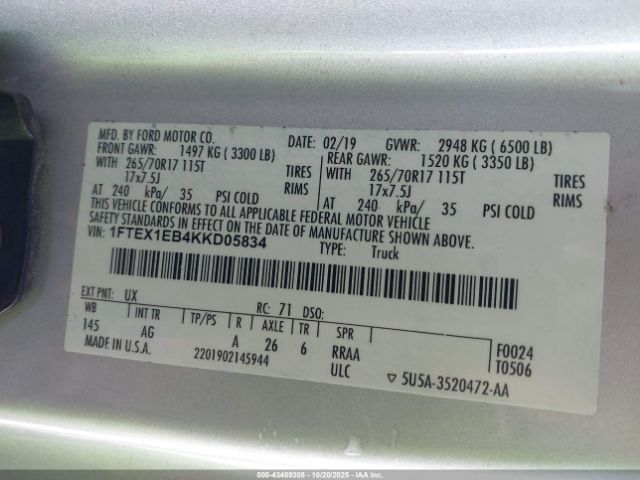 MFD. BY FORD MOTOR CO.
DATE: 02/19 GVWR: 2948 KG ( 6500 LB)
FRONT GAWR: 1497 KG ( 3300 LB)
REAR GAWR: 1520 KG ( 3350 LB)
WITH 265/70R17 115T TIRES
WITH 265/70R17 115T TIRES
17x7.5J RIMS
17x7.5J RIMS
AT 240 kPa/ 35 PSI COLD
AT 240 kPa/ 35 PSI COLD
THIS VEHICLE CONFORMS TO ALL APPLICABLE FEDERAL MOTOR VEHICLE
SAFETY STANDARDS IN EFFECT ON THE DATE OF MANUFACTURE SHOWN ABOVE.
VIN: 1FTEX1EB4KKD05834
TYPE: Truck
EXT PNT: UX RC: 71 DSO:
WB INT TR TP/PS R AXLE TR SPR
145 AG A 26 6 RRAA
F0024
T0506
MADE IN U.S.A. 2201902145944 ULC
5U5A-3520472-AA
000-43489308 - 10/20/2025 - IAA, Inc.